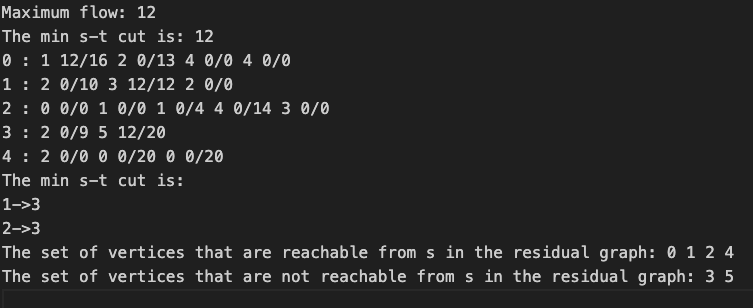 Maximum flow: 12
The min s-t cut is: 12
0 : 1 12/16 2 0/13 4 0/0 4 0/0
1 : 2 0/10 3 12/12 2 0/0
2 : 0 0/0 1 0/0 1 0/4 4 0/14 3 0/0
3 : 2 0/9 5 12/20
4 : 2 0/0 0 0/20 0 0/20
The min s-t cut is:
1->3
2->3
The set of vertices that are reachable from s in the residual graph: 0 1 2 4
The set of vertices that are not reachable from s in the residual graph: 3 5